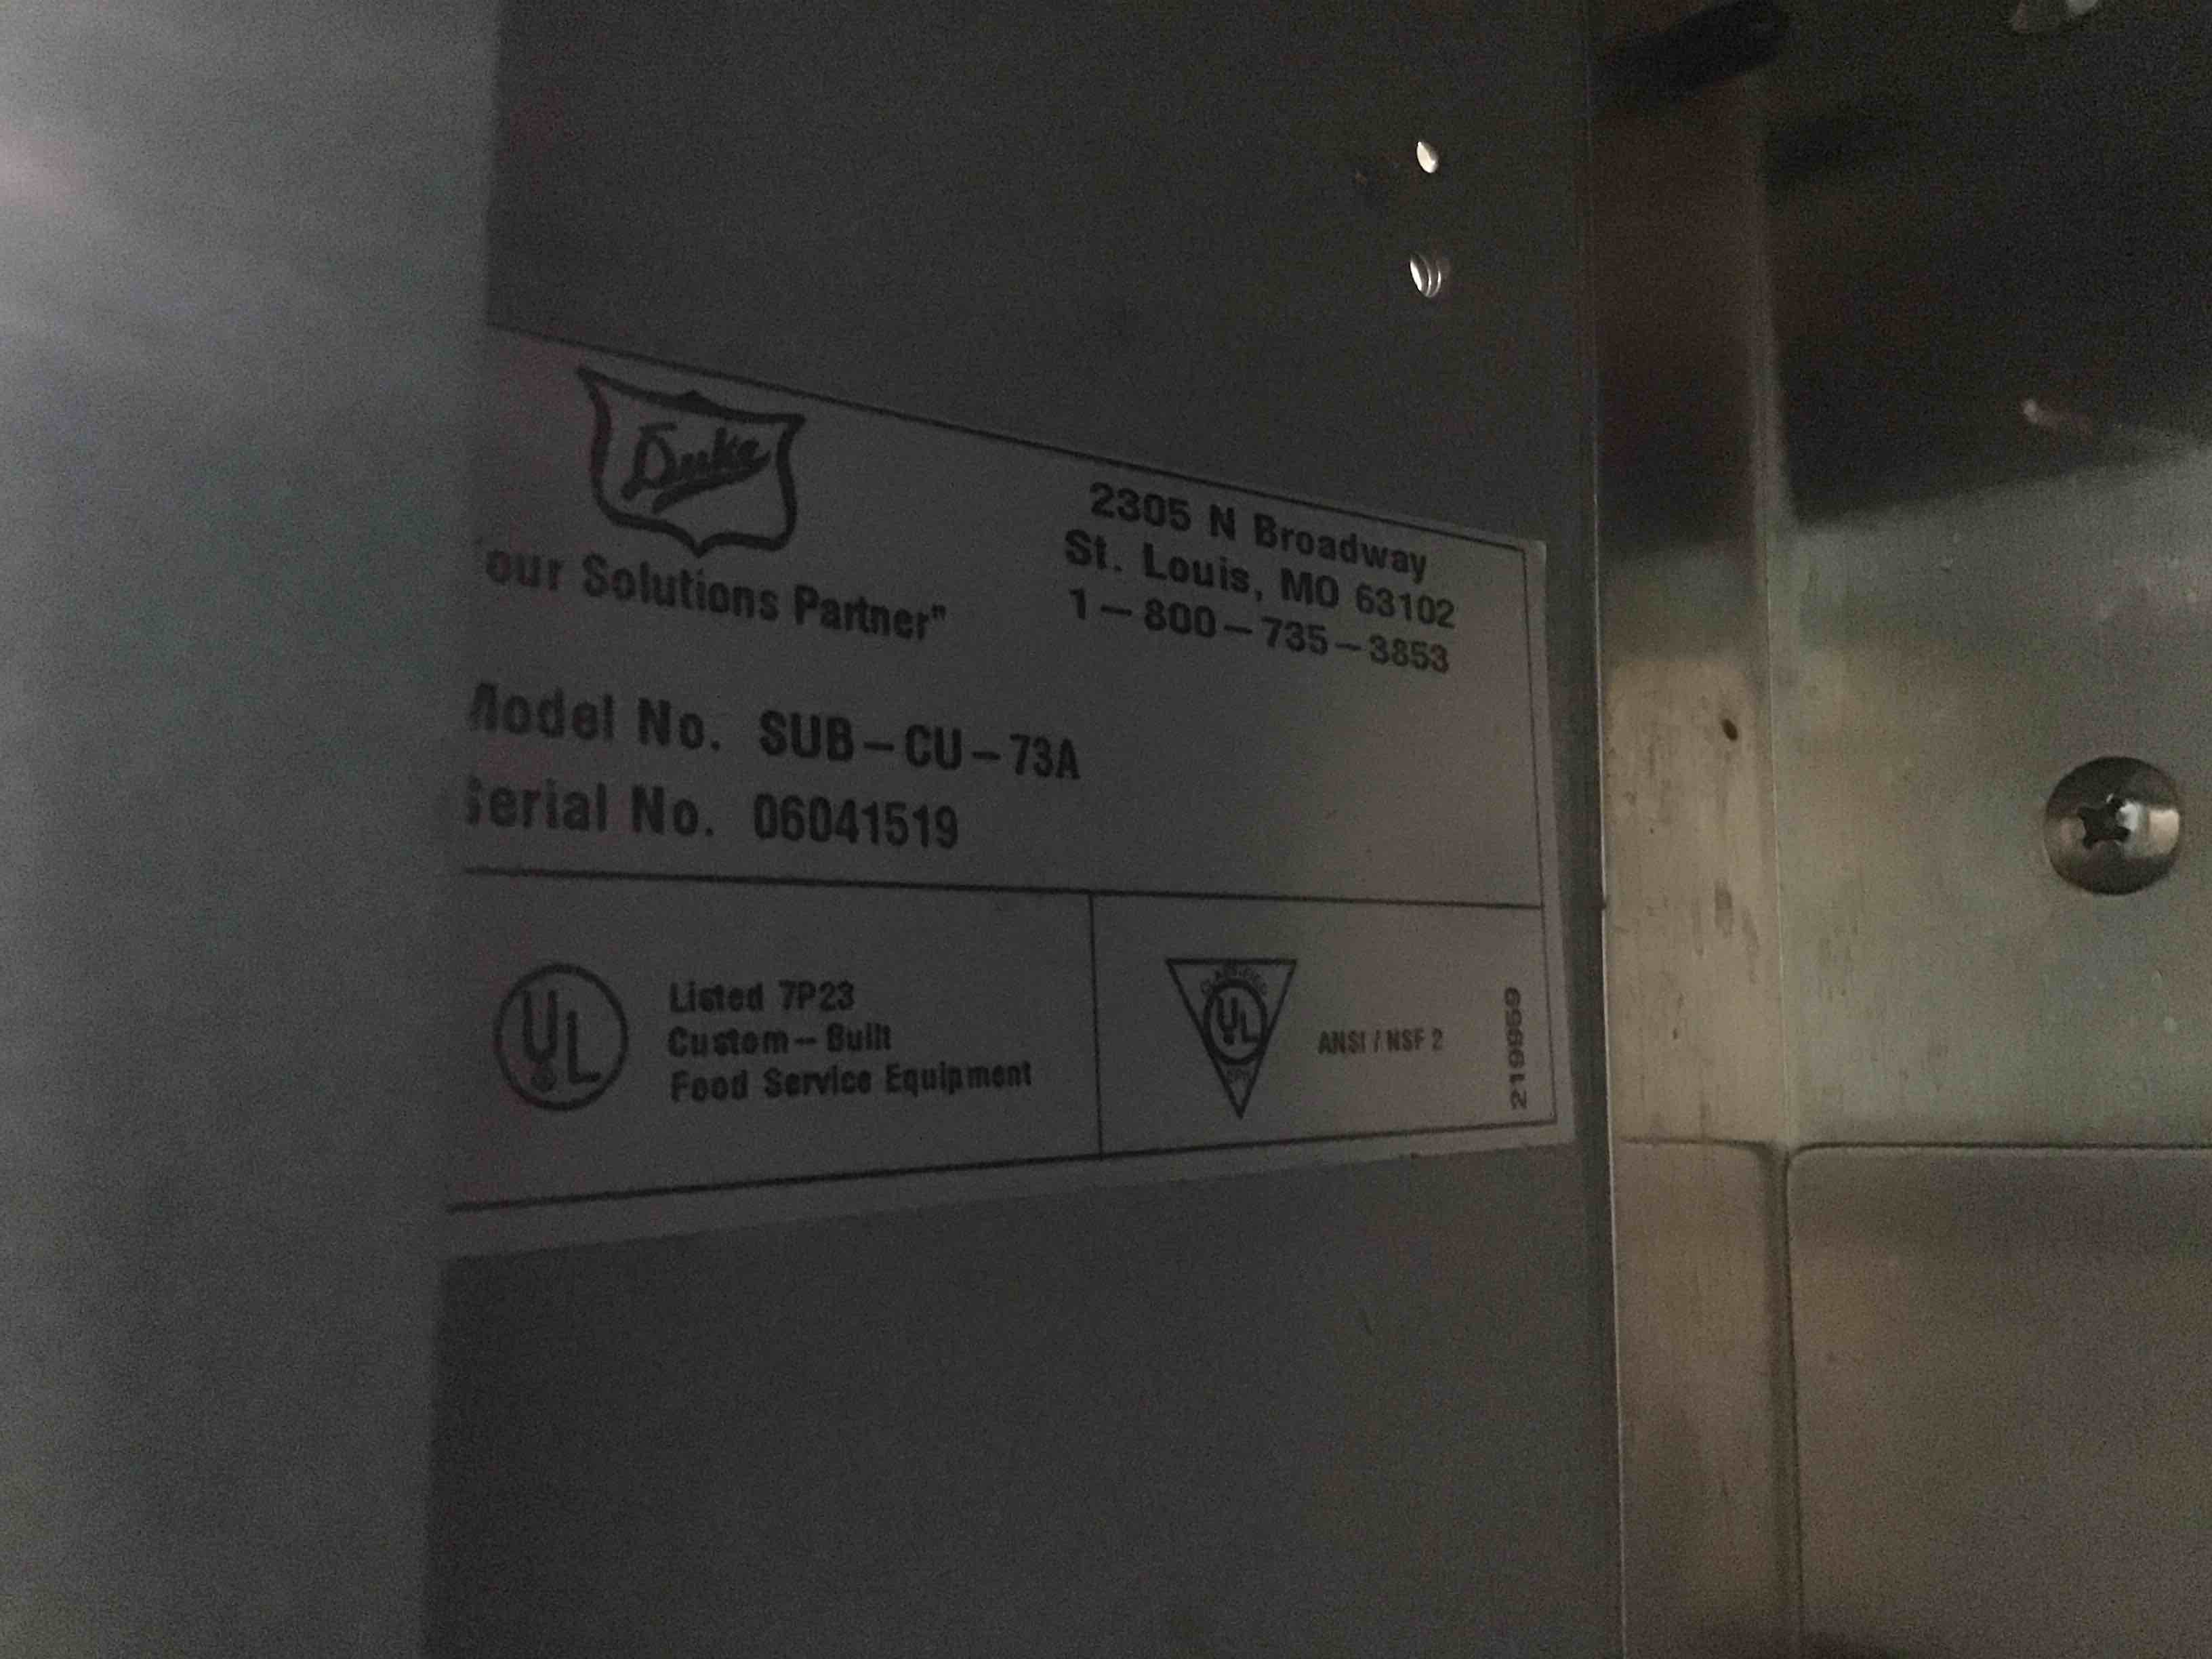 Duke
our Solutions Partner"
2305 N Broadway
St. Louis, MO 63102
1-800-735-3853
Model No. SUB-CU-73A
Serial No. 06041519
UL
Listed 7P23
Custom-Built
Food Service Equipment
UL
ANSI / NSF 2
219959